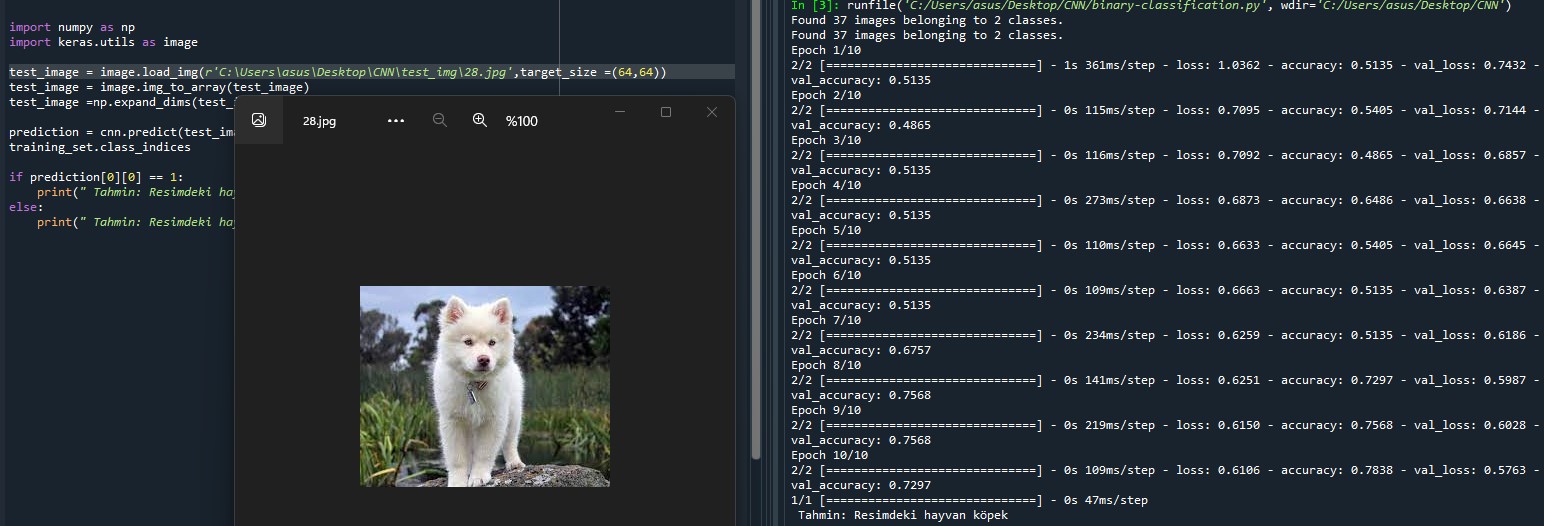 import numpy as np
import keras.utils as image
test_image = image.load_img(r'C:\Users\asus\Desktop\CNN\test_img\28.jpg',target_size =(64,64))
test_image = image.img_to_array(test_image)
test_image =np.expand_dims(test_
prediction = cnn.predict(test_ima
training_set.class_indices
if prediction[0][0] == 1:
print(" Tahmin: Resimdeki hay
else:
print(" Tahmin: Resimdeki hay
28.jpg
%100
In [3]: runfile('C:/Users/asus/Desktop/CNN/binary-classification.py', wdir='C:/Users/asus/Desktop/CNN')
Found 37 images belonging to 2 classes.
Found 37 images belonging to 2 classes.
Epoch 1/10
2/2 [==============================] - 1s 361ms/step - loss: 1.0362 - accuracy: 0.5135 - val_loss: 0.7432 -
val_accuracy: 0.5135
Epoch 2/10
2/2 [==============================] - 0s 115ms/step - loss: 0.7095 - accuracy: 0.5405 - val_loss: 0.7144 -
val_accuracy: 0.4865
Epoch 3/10
2/2 [==============================] - 0s 116ms/step - loss: 0.7092 - accuracy: 0.4865 - val_loss: 0.6857 -
val_accuracy: 0.5135
Epoch 4/10
2/2 [==============================] - 0s 273ms/step - loss: 0.6873 - accuracy: 0.6486 - val_loss: 0.6638 -
val_accuracy: 0.5135
Epoch 5/10
2/2 [==============================] - 0s 110ms/step - loss: 0.6633 - accuracy: 0.5405 - val_loss: 0.6645 -
val_accuracy: 0.5135
Epoch 6/10
2/2 [==============================] - 0s 109ms/step - loss: 0.6663 - accuracy: 0.5135 - val_loss: 0.6387 -
val_accuracy: 0.5135
Epoch 7/10
2/2 [==============================] - 0s 234ms/step - loss: 0.6259 - accuracy: 0.5135 - val_loss: 0.6186 -
val_accuracy: 0.6757
Epoch 8/10
2/2 [==============================] - 0s 141ms/step - loss: 0.6251 - accuracy: 0.7297 - val_loss: 0.5987 -
val_accuracy: 0.7568
Epoch 9/10
2/2 [==============================] - 0s 219ms/step - loss: 0.6150 - accuracy: 0.7568 - val_loss: 0.6028 -
val_accuracy: 0.7568
Epoch 10/10
2/2 [==============================] - 0s 109ms/step - loss: 0.6106 - accuracy: 0.7838 - val_loss: 0.5763 -
val_accuracy: 0.7297
1/1 [==============================] - 0s 47ms/step
Tahmin: Resimdeki hayvan köpek